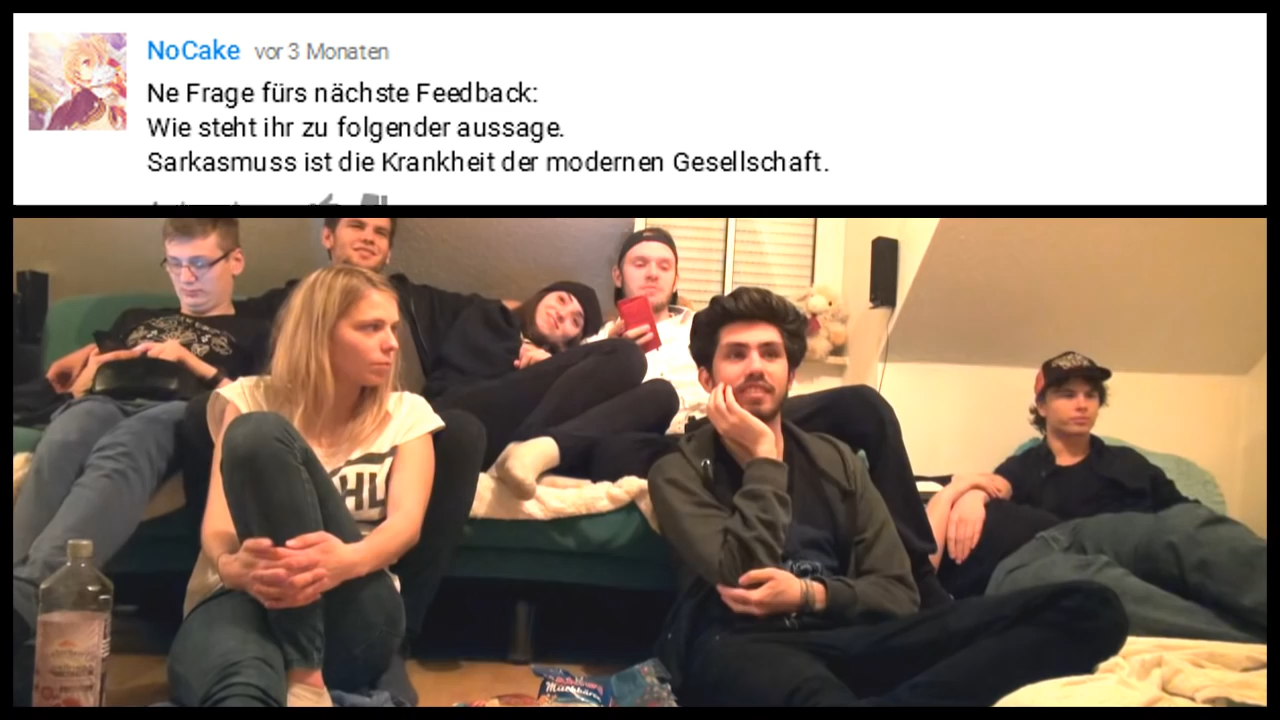 NoCake vor 3 Monaten
Ne Frage fürs nächste Feedback:
Wie steht ihr zu folgender aussage.
Sarkasmuss ist die Krankheit der modernen Gesellschaft.
HL